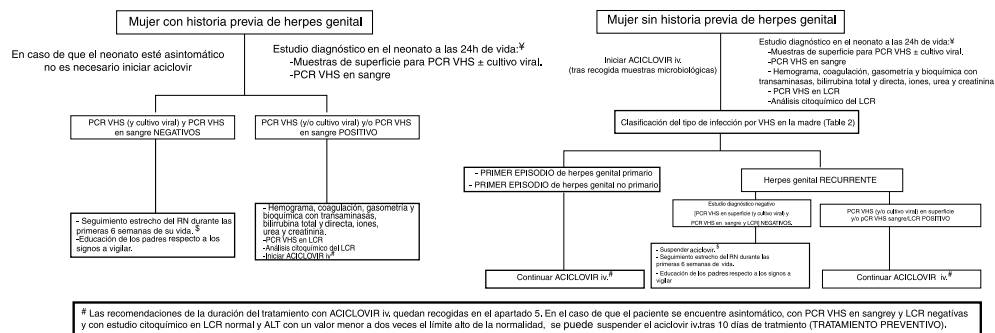 Mujer con historia previa de herpes genital
En caso de que el neonato esté asintomático
no es necesario iniciar aciclovir
Estudio diagnóstico en el neonato a las 24h de vida:¥
-Muestras de superficie para PCR VHS ± cultivo viral.
-PCR VHS en sangre
PCR VHS (y cultivo viral) y PCR VHS
en sangre NEGATIVOS
PCR VHS (y/o cultivo viral) y/o PCR VHS
en sangre POSITIVO
- Seguimiento estrecho del RN durante las
primeras 6 semanas de su vida. $
-Educación de los padres respecto a los
signos a vigilar.
- Hemograma, coagulación, gasometría y
bioquímica con transaminasas,
bilirrubina total y directa, iones,
urea y creatinina.
-PCR VHS en LCR
-Análisis citoquímico del LCR
-Iniciar ACICLOVIR iv#
Mujer sin historia previa de herpes genital
Iniciar ACICLOVIR iv.
(tras recogida muestras microbiológicas)
Estudio diagnóstico en el neonato a las 24h de vida:¥
-Muestras de superficie para PCR VHS ± cultivo viral.
-PCR VHS en sangre
- Hemograma, coagulación, gasometría y bioquímica con
transaminasas, bilirrubina total y directa, iones, urea y creatinina
- PCR VHS en LCR
-Análisis citoquímico del LCR
Clasificación del tipo de infección por VHS en la madre (Table 2)
- PRIMER EPISODIO de herpes genital primario
- PRIMER EPISODIO de herpes genital no primario
Herpes genital RECURRENTE
Estudio diagnóstico negativo
[PCR VHS en superficie (y cultivo viral) y
PCR VHS en sangre y LCR] NEGATIVOS.
PCR VHS (y/o cultivo viral) en superficie
y/o pCR VHS sangre/LCR POSITIVO
- Suspender aciclovir.$
- Seguimiento estrecho del RN durante las
primeras 6 semanas de vida.
- Educación de los padres respecto a los signos a
vigilar
Continuar ACICLOVIR iv.#
Continuar ACICLOVIR iv.#
# Las recomendaciones de la duración del tratamiento con ACICLOVIR iv. quedan recogidas en el apartado 5. En el caso de que el paciente se encuentre asintomático, con PCR VHS en sangrey y LCR negatívas
y con estudio citoquímico en LCR normal y ALT con un valor menor a dos veces el límite alto de la normalidad, se puede suspender el aciclovir iv.tras 10 días de tratmiento (TRATAMIENTO PREVENTIVO).